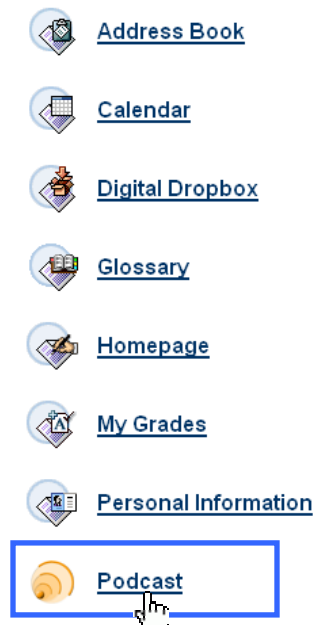 Address Book
Calendar
Digital Dropbox
Glossary
Homepage
My Grades
Personal Information
Podcast